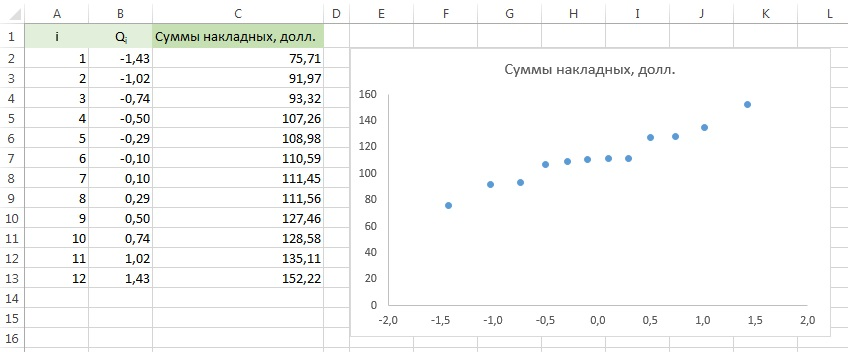 A B C D E F G H I J K L
1 i Qi Суммы накладных, долл.
2 1 -1,43 75,71
3 2 -1,02 91,97
4 3 -0,74 93,32
5 4 -0,50 107,26
6 5 -0,29 108,98
7 6 -0,10 110,59
8 7 0,10 111,45
9 8 0,29 111,56
10 9 0,50 127,46
11 10 0,74 128,58
12 11 1,02 135,11
13 12 1,43 152,22
14
15
16
Суммы накладных, долл.
160
140
120
100
80
60
40
20
0
-2,0 -1,5 -1,0 -0,5 0,0 0,5 1,0 1,5 2,0